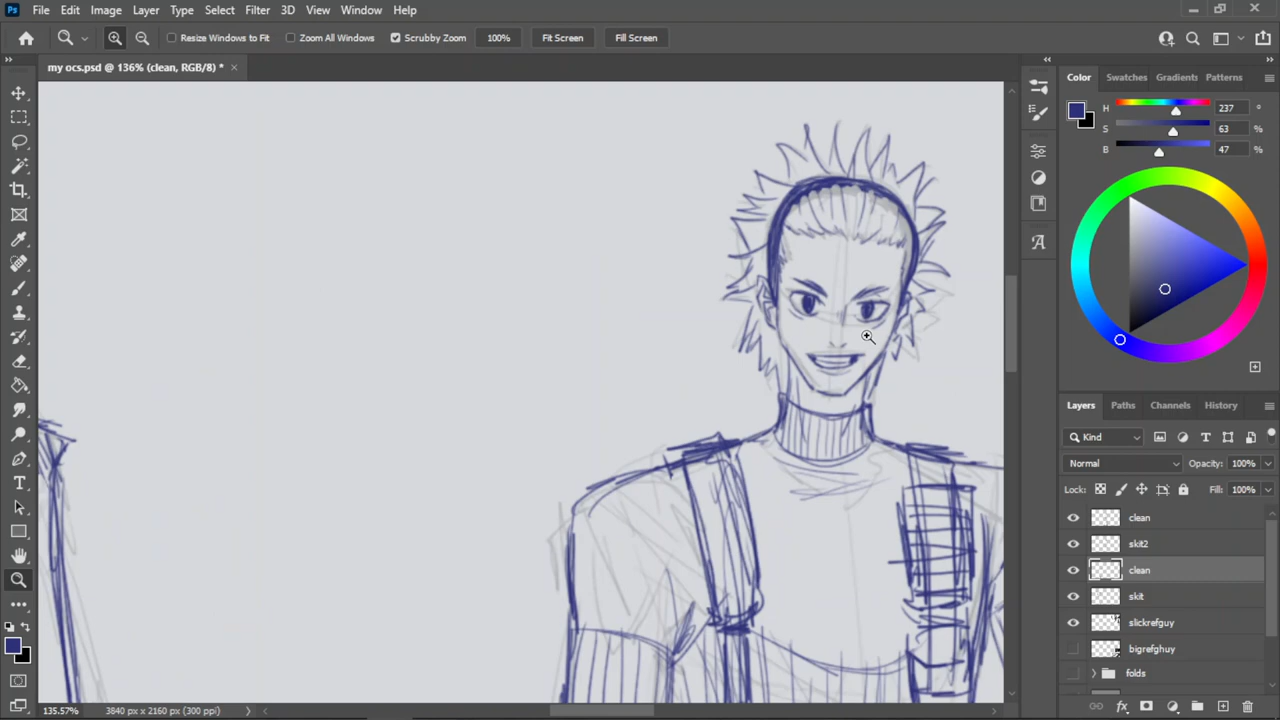 Ps File Edit Image Layer Type Select Filter 3D View Window Help
Resize Windows to Fit Zoom All Windows Scrubby Zoom 100% Fit Screen Fill Screen
my ocs.psd @ 136% (clean, RGB/8) * ×
Color Swatches Gradients Patterns
H 237 °
S 63 %
B 47 %
Layers Paths Channels History
Kind
Normal Opacity: 100%
Lock: Fill: 100%
clean
skit2
clean
skit
slickrefguy
bigrefghuy
folds
135.57% 3840 px x 2160 px (300 ppi)